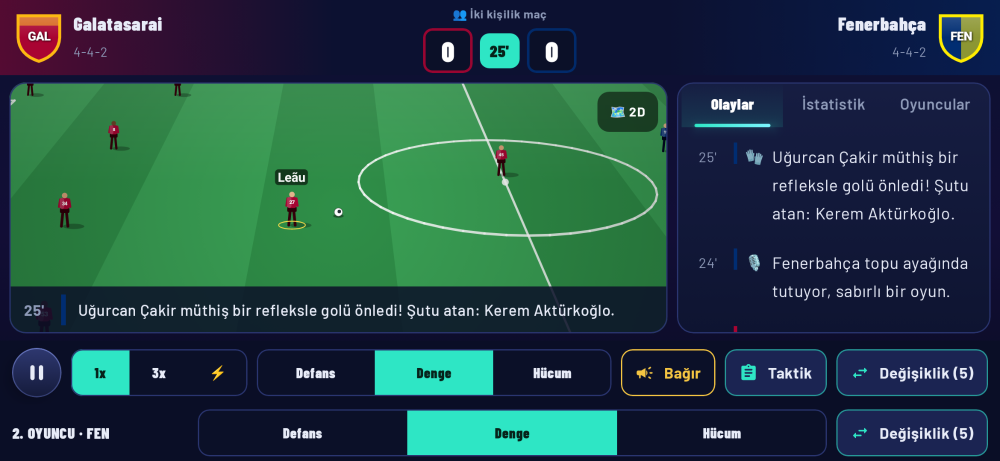 GAL
Galatasarai
4-4-2
👥 İki kişilik maç
0
25'
0
Fenerbahça
4-4-2
FEN
🗺️ 2D
Leãu
27
25'
Uğurcan Çakir müthiş bir refleksle golü önledi! Şutu atan: Kerem Aktürkoğlo.
Olaylar
İstatistik
Oyuncular
25'
Uğurcan Çakir müthiş bir
refleksle golü önledi! Şutu
atan: Kerem Aktürkoğlo.
24'
Fenerbahça topu ayağında
tutuyor, sabırlı bir oyun.
1x
3x
⚡
Defans
Denge
Hücum
Bağır
Taktik
Değişiklik (5)
2. OYUNCU · FEN
Defans
Denge
Hücum
Değişiklik (5)